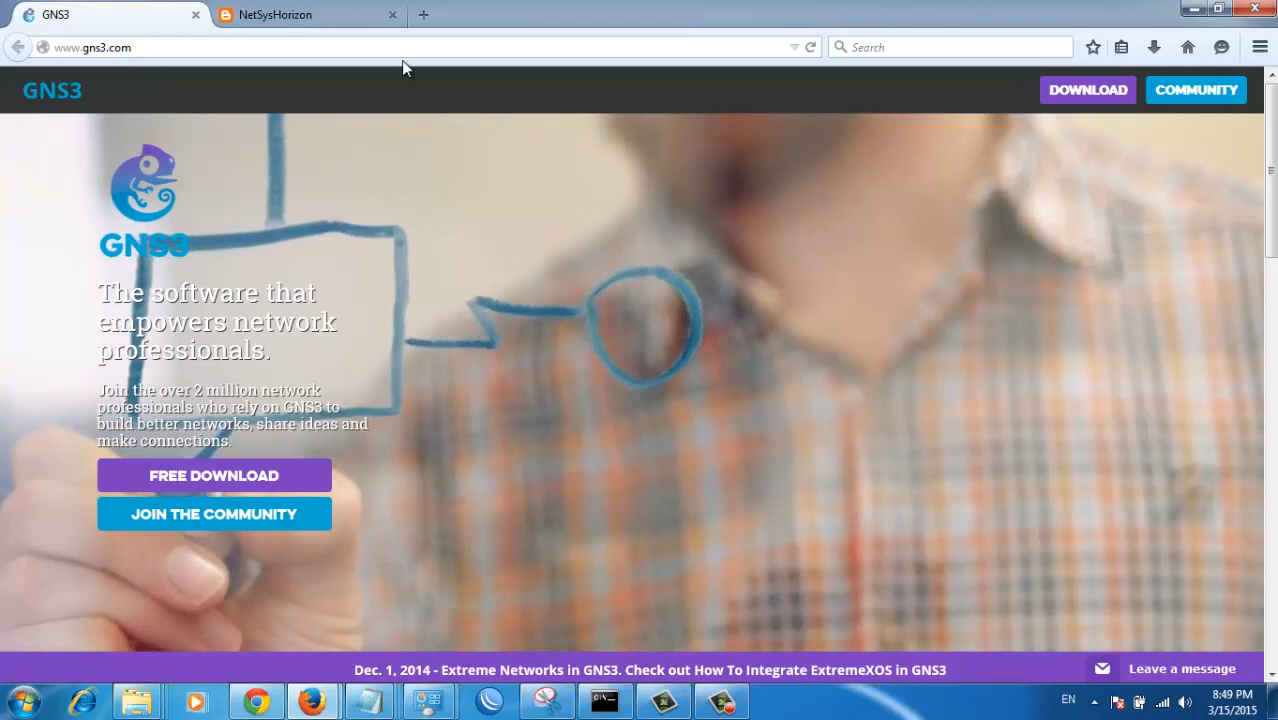 GNS3
NetSysHorizon
www.gns3.com
Search
GNS3
DOWNLOAD
COMMUNITY
GNS3
The software that
empowers network
professionals.
Join the over 2 million network
professionals who rely on GNS3 to
build better networks, share ideas and
make connections.
FREE DOWNLOAD
JOIN THE COMMUNITY
Dec. 1, 2014 - Extreme Networks in GNS3. Check out How To Integrate ExtremeXOS in GNS3
Leave a message
EN
8:49 PM
3/15/2015